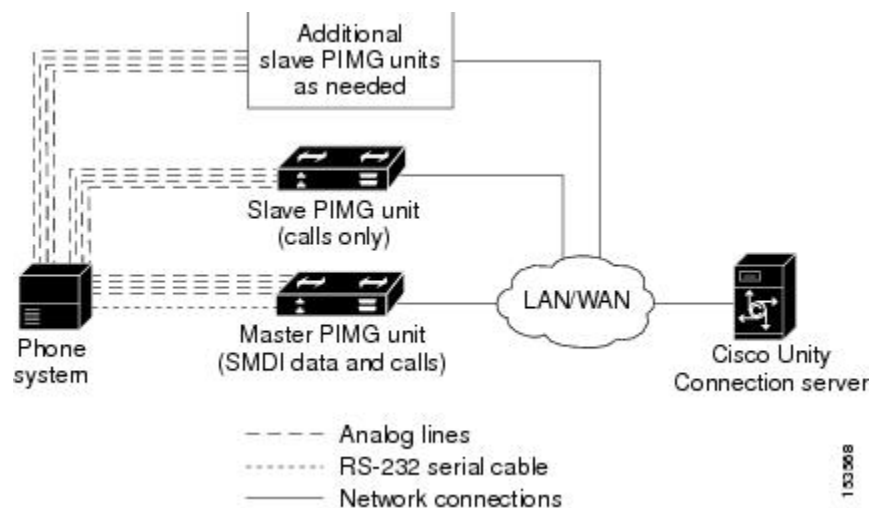 Additional
slave PIMG units
as needed
Slave PIMG unit
(calls only)
LAN/WAN
Phone
system
Master PIMG unit
(SMDI data and calls)
Cisco Unity
Connection server
Analog lines
RS-232 serial cable
Network connections
153568